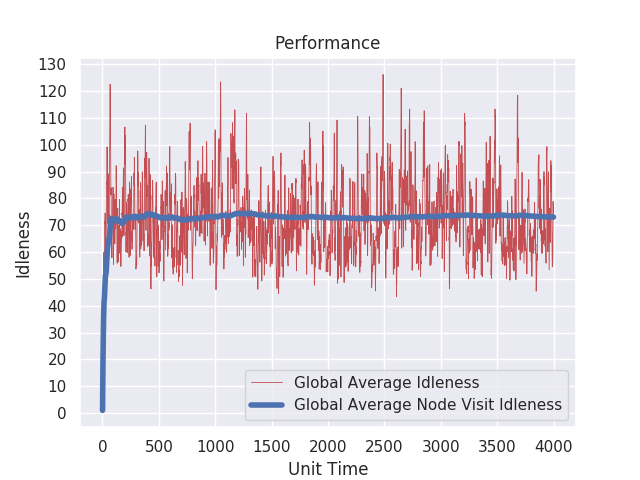 Performance
130
120
110
100
90
80
70
60
50
40
30
20
10
0
Idleness
Global Average Idleness
Global Average Node Visit Idleness
0 500 1000 1500 2000 2500 3000 3500 4000
Unit Time